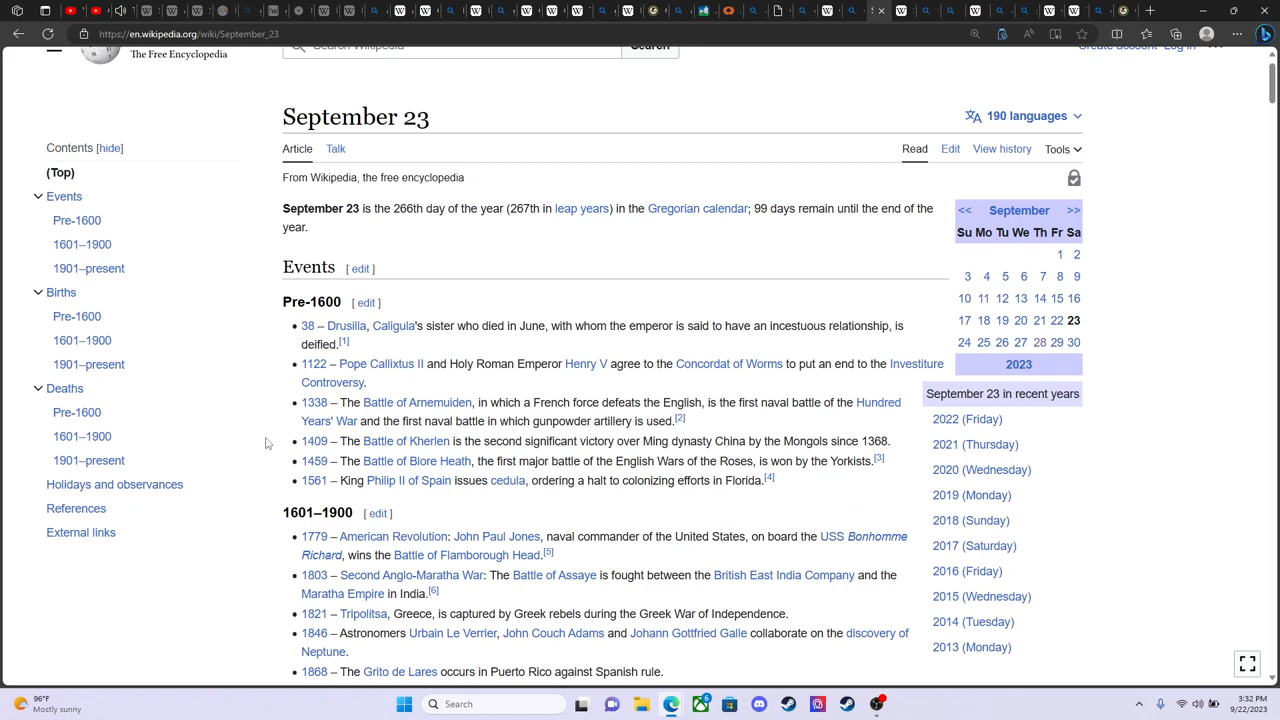 https://en.wikipedia.org/wiki/September_23
The Free Encyclopedia
Search Wikipedia
Search
Create account Log in
September 23
190 languages
Contents [hide]
Article Talk
Read Edit View history Tools
(Top)
From Wikipedia, the free encyclopedia
Events
Pre-1600
1601–1900
1901–present
Births
Pre-1600
1601–1900
1901–present
Deaths
Pre-1600
1601–1900
1901–present
Holidays and observances
References
External links
September 23 is the 266th day of the year (267th in leap years) in the Gregorian calendar; 99 days remain until the end of the
year.
Events [ edit ]
Pre-1600 [ edit ]
• 38 – Drusilla, Caligula's sister who died in June, with whom the emperor is said to have an incestuous relationship, is
deified.[1]
• 1122 – Pope Callixtus II and Holy Roman Emperor Henry V agree to the Concordat of Worms to put an end to the Investiture
Controversy.
• 1338 – The Battle of Arnemuiden, in which a French force defeats the English, is the first naval battle of the Hundred
Years' War and the first naval battle in which gunpowder artillery is used.[2]
• 1409 – The Battle of Kherlen is the second significant victory over Ming dynasty China by the Mongols since 1368.
• 1459 – The Battle of Blore Heath, the first major battle of the English Wars of the Roses, is won by the Yorkists.[3]
• 1561 – King Philip II of Spain issues cedula, ordering a halt to colonizing efforts in Florida.[4]
1601–1900 [ edit ]
• 1779 – American Revolution: John Paul Jones, naval commander of the United States, on board the USS Bonhomme
Richard, wins the Battle of Flamborough Head.[5]
• 1803 – Second Anglo-Maratha War: The Battle of Assaye is fought between the British East India Company and the
Maratha Empire in India.[6]
• 1821 – Tripolitsa, Greece, is captured by Greek rebels during the Greek War of Independence.
• 1846 – Astronomers Urbain Le Verrier, John Couch Adams and Johann Gottfried Galle collaborate on the discovery of
Neptune.
• 1868 – The Grito de Lares occurs in Puerto Rico against Spanish rule.
<< September >>
Su Mo Tu We Th Fr Sa
1 2
3 4 5 6 7 8 9
10 11 12 13 14 15 16
17 18 19 20 21 22 23
24 25 26 27 28 29 30
2023
September 23 in recent years
2022 (Friday)
2021 (Thursday)
2020 (Wednesday)
2019 (Monday)
2018 (Sunday)
2017 (Saturday)
2016 (Friday)
2015 (Wednesday)
2014 (Tuesday)
2013 (Monday)
96°F
Mostly sunny
Search
6
3:32 PM
9/22/2023